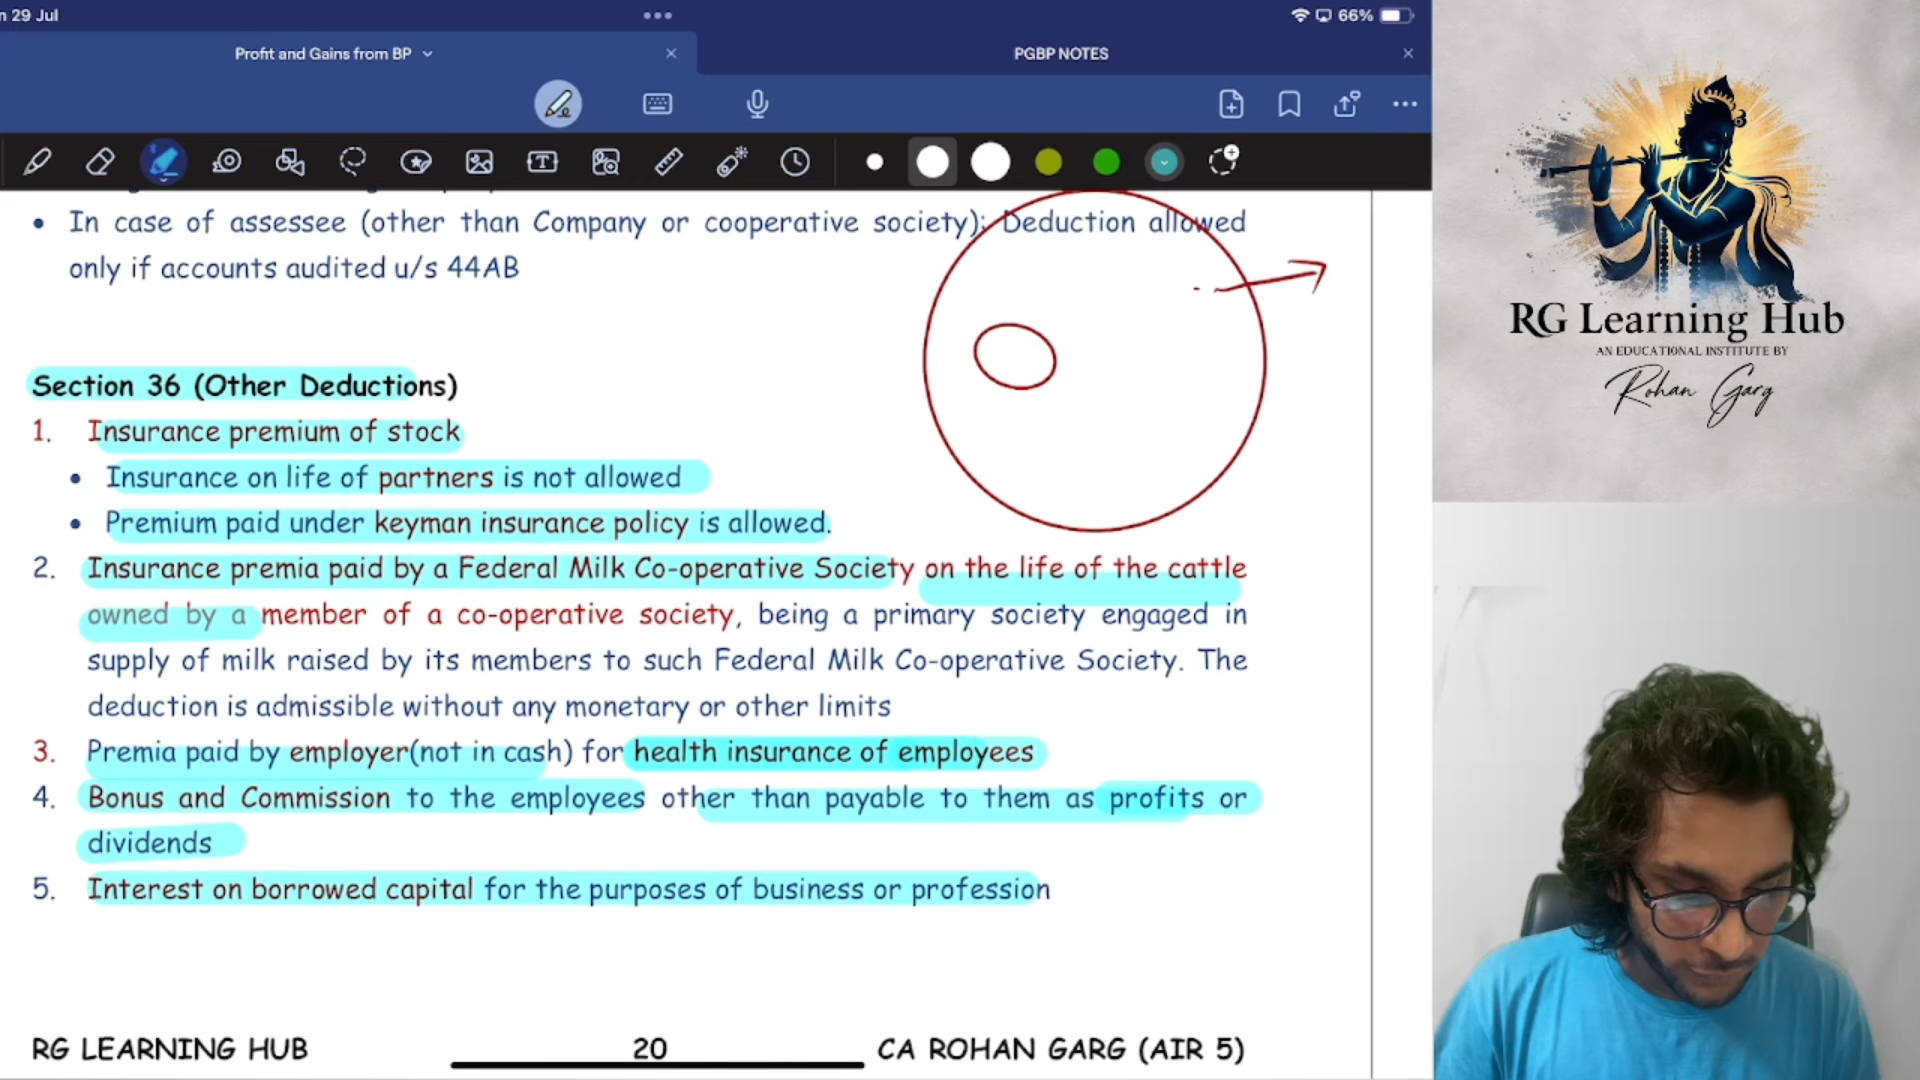 n 29 Jul
66%
Profit and Gains from BP
PGBP NOTES
• In case of assessee (other than Company or cooperative society): Deduction allowed
only if accounts audited u/s 44AB
Section 36 (Other Deductions)
1. Insurance premium of stock
• Insurance on life of partners is not allowed
• Premium paid under keyman insurance policy is allowed.
2. Insurance premia paid by a Federal Milk Co-operative Society on the life of the cattle
owned by a member of a co-operative society, being a primary society engaged in
supply of milk raised by its members to such Federal Milk Co-operative Society. The
deduction is admissible without any monetary or other limits
3. Premia paid by employer(not in cash) for health insurance of employees
4. Bonus and Commission to the employees other than payable to them as profits or
dividends
5. Interest on borrowed capital for the purposes of business or profession
RG LEARNING HUB 20 CA ROHAN GARG (AIR 5)
RG Learning Hub
AN EDUCATIONAL INSTITUTE BY
Rohan Garg